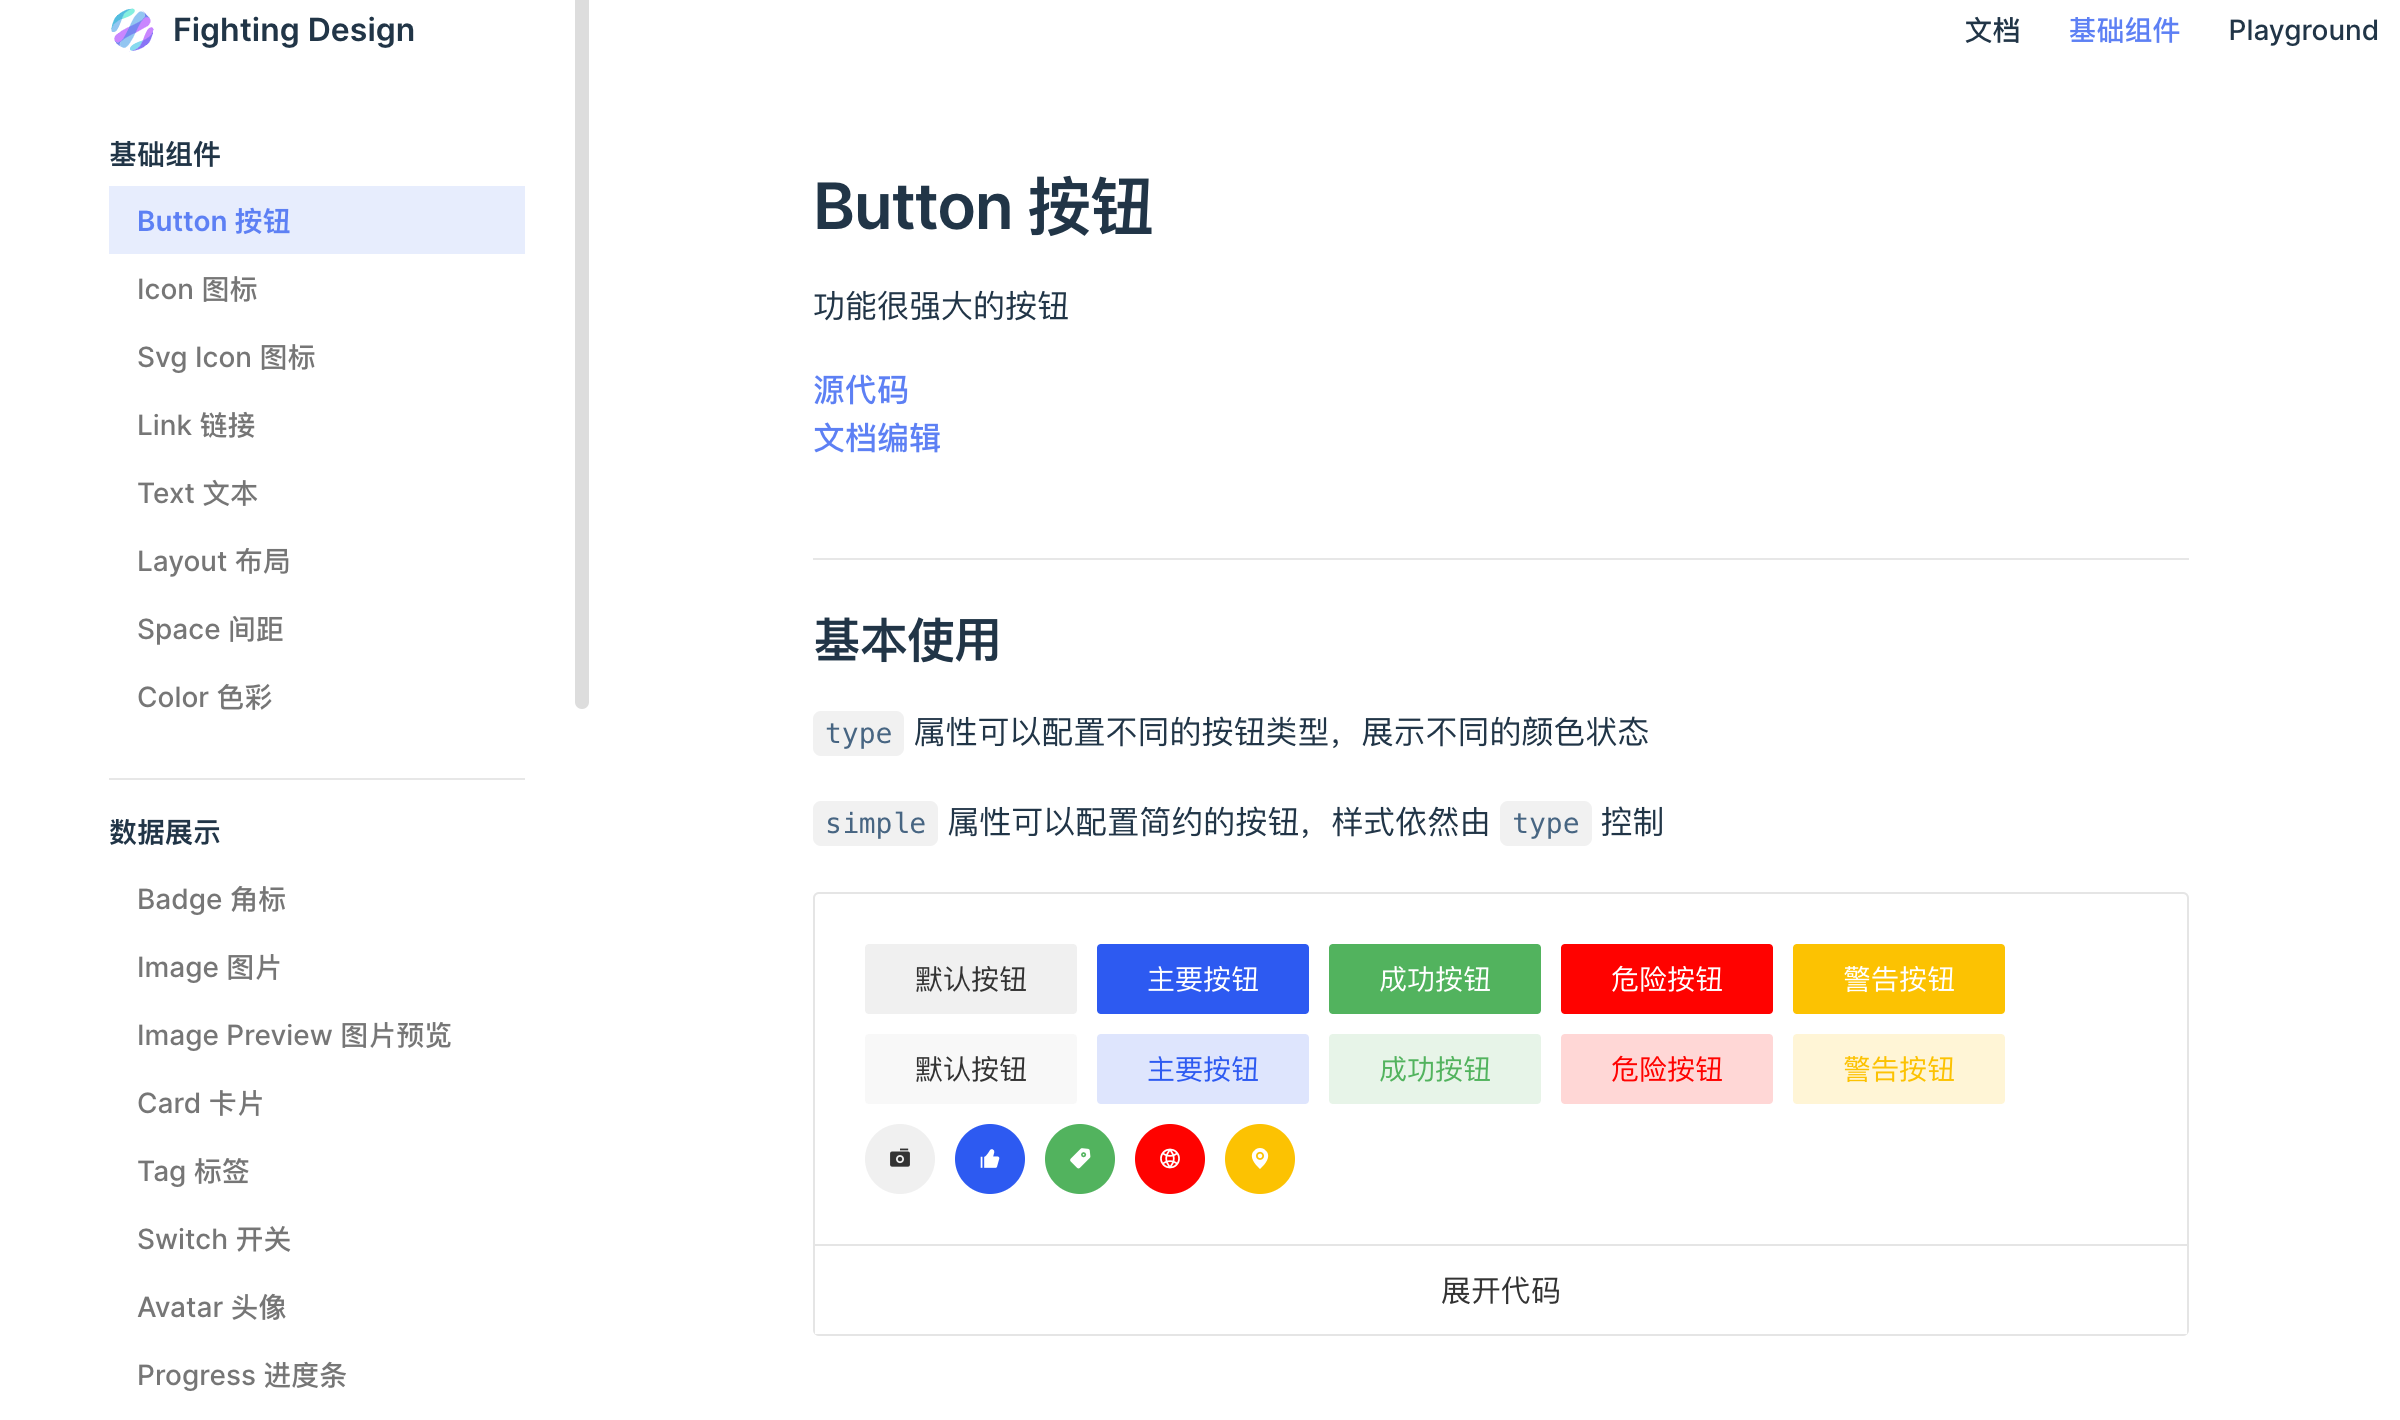 Fighting Design
文档 基础组件 Playground
基础组件
Button 按钮
Icon 图标
Svg Icon 图标
Link 链接
Text 文本
Layout 布局
Space 间距
Color 色彩
数据展示
Badge 角标
Image 图片
Image Preview 图片预览
Card 卡片
Tag 标签
Switch 开关
Avatar 头像
Progress 进度条
Button 按钮
功能很强大的按钮
源代码
文档编辑
基本使用
type 属性可以配置不同的按钮类型，展示不同的颜色状态
simple 属性可以配置简约的按钮，样式依然由 type 控制
默认按钮 主要按钮 成功按钮 危险按钮 警告按钮
默认按钮 主要按钮 成功按钮 危险按钮 警告按钮
展开代码